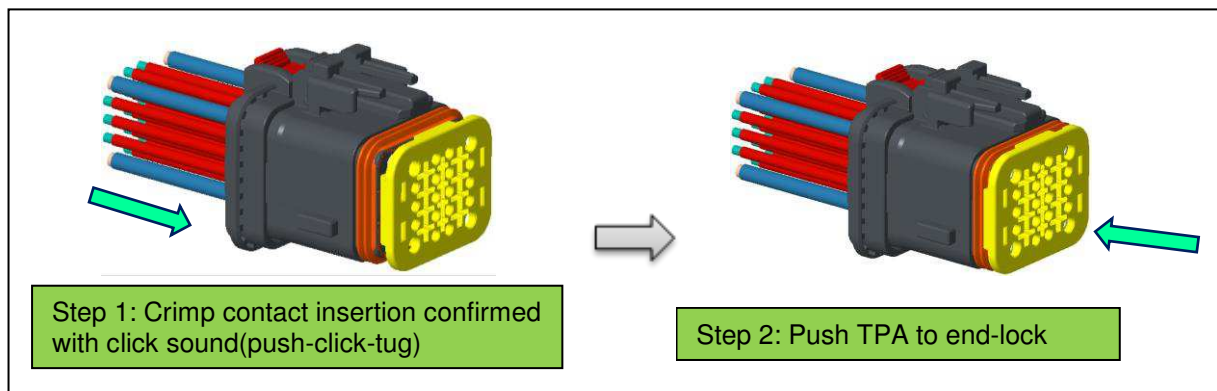 Step 1: Crimp contact insertion confirmed
with click sound(push-click-tug)
Step 2: Push TPA to end-lock